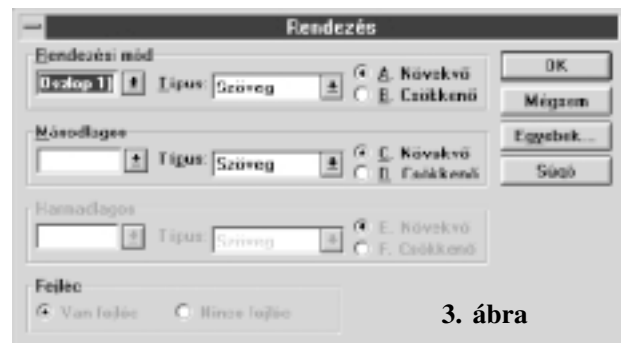 Rendezés
Rendezési mód
Oszlop 1
Típus: Szöveg
A. Növekvő
B. Csökkenő
Másodlagos
Típus: Szöveg
C. Növekvő
D. Csökkenő
Harmadlagos
Típus: Szöveg
E. Növekvő
F. Csökkenő
Fejléc
Van fejléc
Nincs fejléc
OK
Mégsem
Egyebek...
Súgó
3. ábra